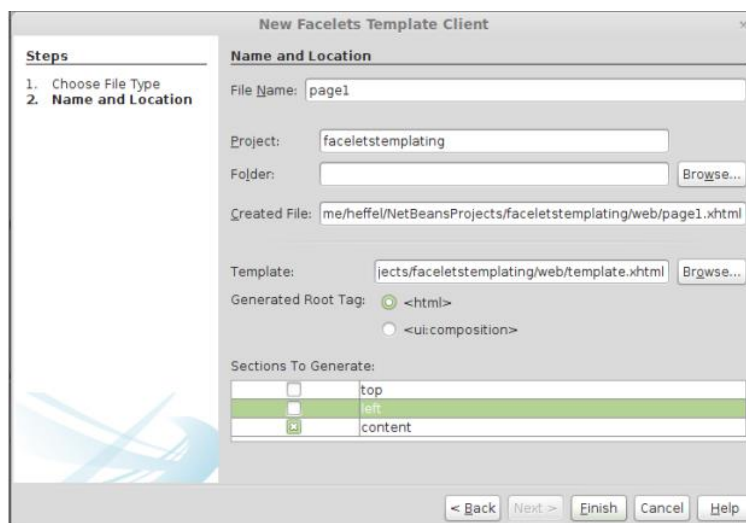 New Facelets Template Client
Steps
1. Choose File Type
2. Name and Location
Name and Location
File Name: page1
Project: faceletstemplating
Folder: Browse...
Created File: me/heffel/NetBeansProjects/faceletstemplating/web/page1.xhtml
Template: jects/faceletstemplating/web/template.xhtml Browse...
Generated Root Tag: <html>
<ui:composition>
Sections To Generate:
top
left
content
< Back Next > Finish Cancel Help